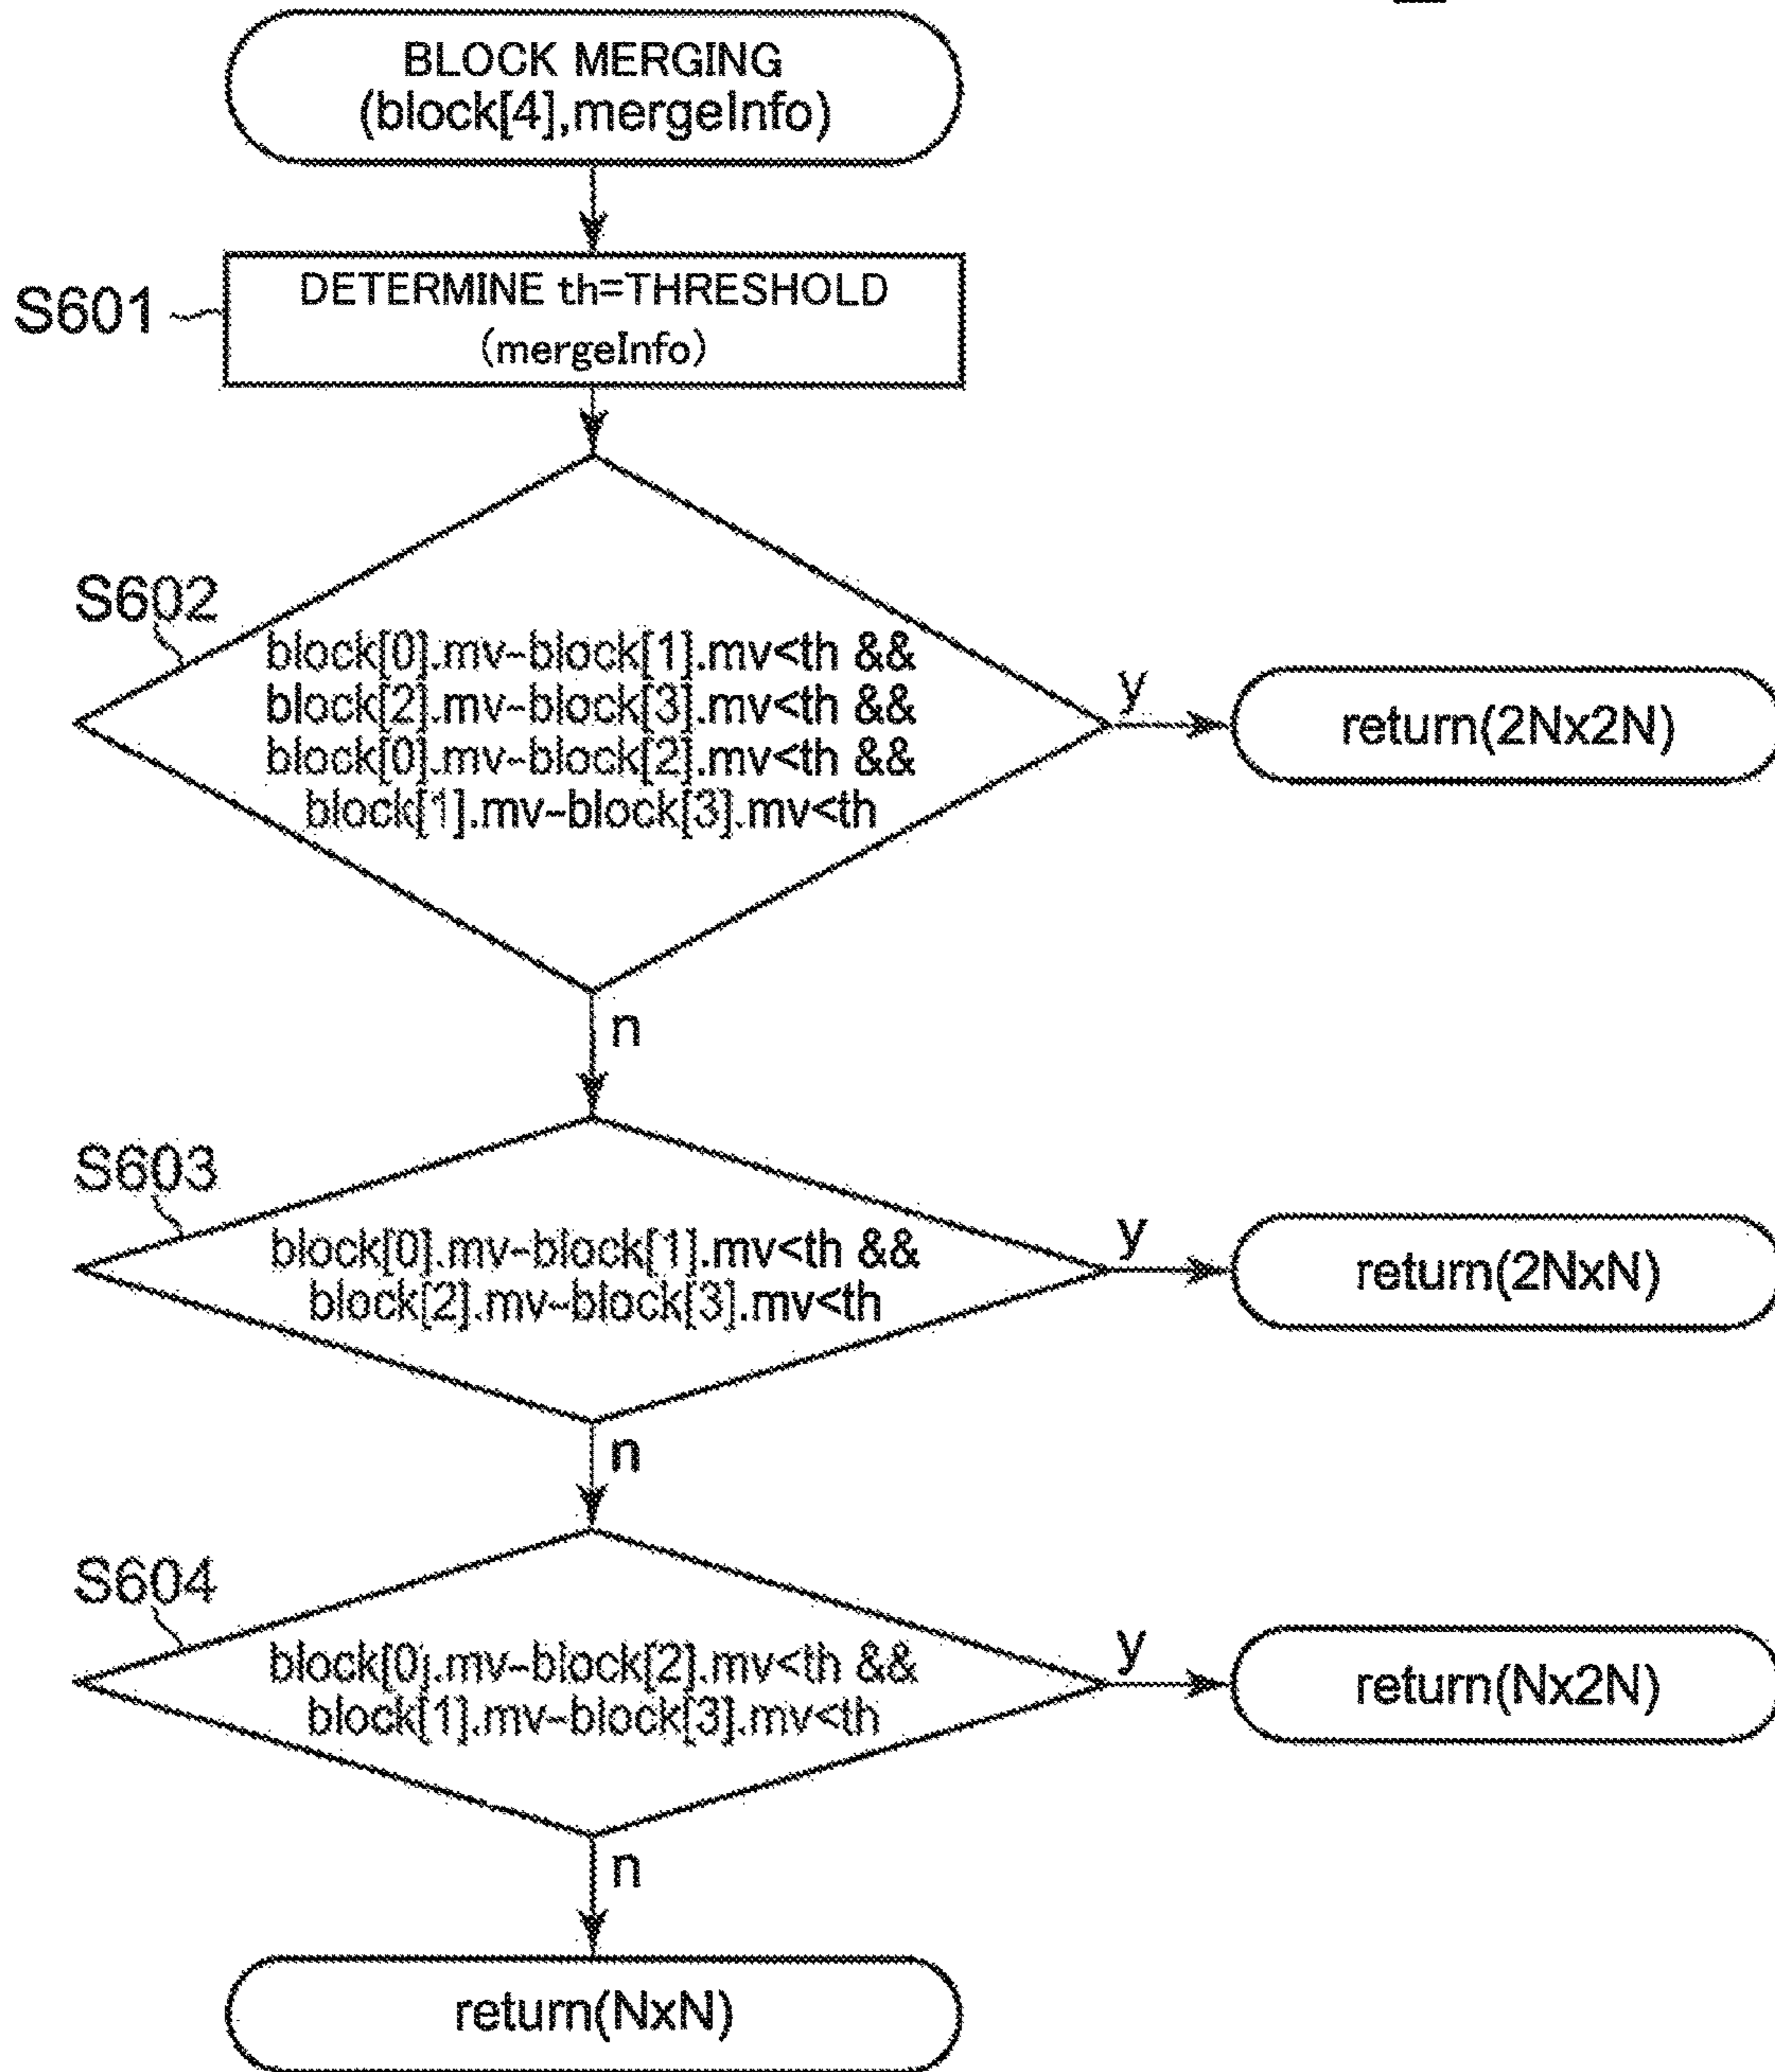 BLOCK MERGING
(block[4],mergeInfo)
S601
DETERMINE th=THRESHOLD
(mergeInfo)
S602
block[0].mv-block[1].mv<th &&
block[2].mv-block[3].mv<th &&
block[0].mv-block[2].mv<th &&
block[1].mv-block[3].mv<th
y
return(2Nx2N)
n
S603
block[0].mv-block[1].mv<th &&
block[2].mv-block[3].mv<th
y
return(2NxN)
n
S604
block[0].mv-block[2].mv<th &&
block[1].mv-block[3].mv<th
y
return(Nx2N)
n
return(NxN)